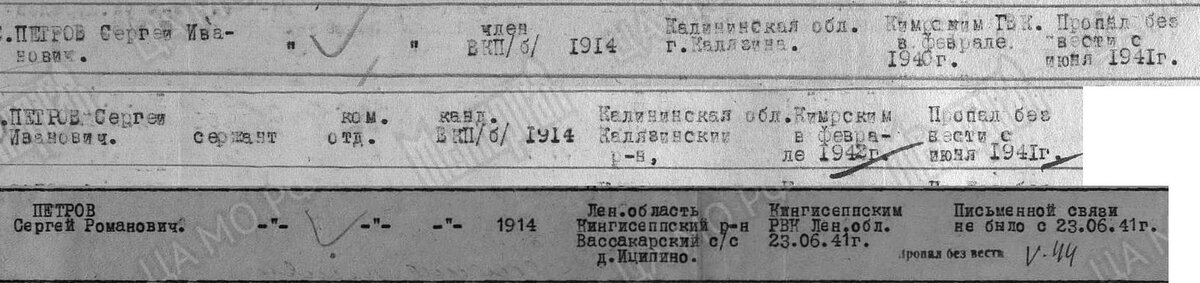 .ПЕТРОВ Сергей Ива- " " член Калининская обл. Кимрским ГВК. Пропал без
нович. ВКП/б/ 1914 г.Калязина. в феврале вести с
1940г. июня 1941г.
.ПЕТРОВ Сергей ком. канд. Калининская обл.Кимрским Пропал без
Иванович. сержант отд. ВКП/б/ 1914 Калязинский в февра- вести с
р-н, ле 1942г. июня 1941г.
ПЕТРОВ Лен.область Кингисеппским Письменной связи
Сергей Романович. -"- -"- -"- 1914 Кингисеппский р-н РВК Лен.обл. не было с 23.06.41г.
Вассакарский с/с 23.06.41г. Пропал без вести V-44
д.Иципино.